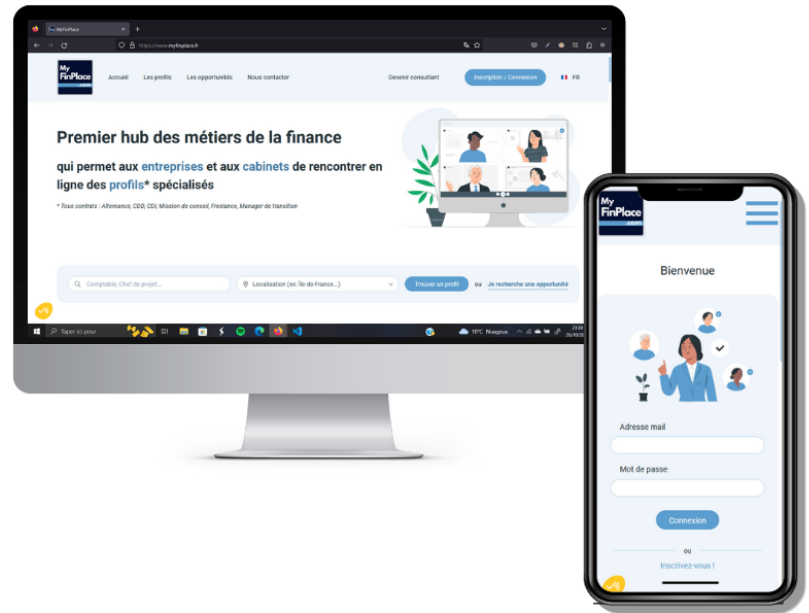 MyFinPlace
https://www.myfinplace.fr
My
FinPlace
.com
Accueil
Les profils
Les opportunités
Nous contacter
Devenir consultant
Inscription / Connexion
FR
Premier hub des métiers de la finance
qui permet aux entreprises et aux cabinets de rencontrer en
ligne des profils* spécialisés
* Tous contrats : Alternance, CDD, CDI, Mission de conseil, Freelance, Manager de transition
Comptable, Chef de projet...
Localisation (ex: Île-de-France...)
Trouver un profil
ou
Je recherche une opportunité
Taper ici pour
10°C Nuageux
23:39
My
FinPlace
.com
Bienvenue
Adresse mail
Mot de passe
Connexion
ou
Inscrivez-vous !